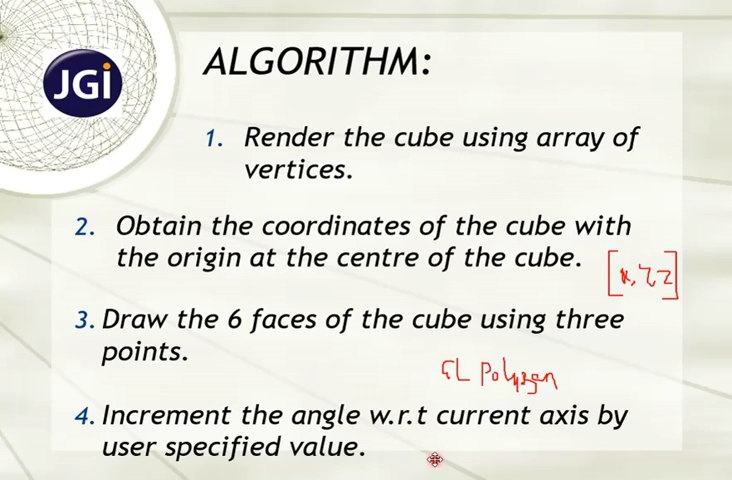 JGi
ALGORITHM:
1. Render the cube using array of
vertices.
2. Obtain the coordinates of the cube with
the origin at the centre of the cube.
[x, y, z]
3. Draw the 6 faces of the cube using three
points.
GL Polygon
4. Increment the angle w.r.t current axis by
user specified value.